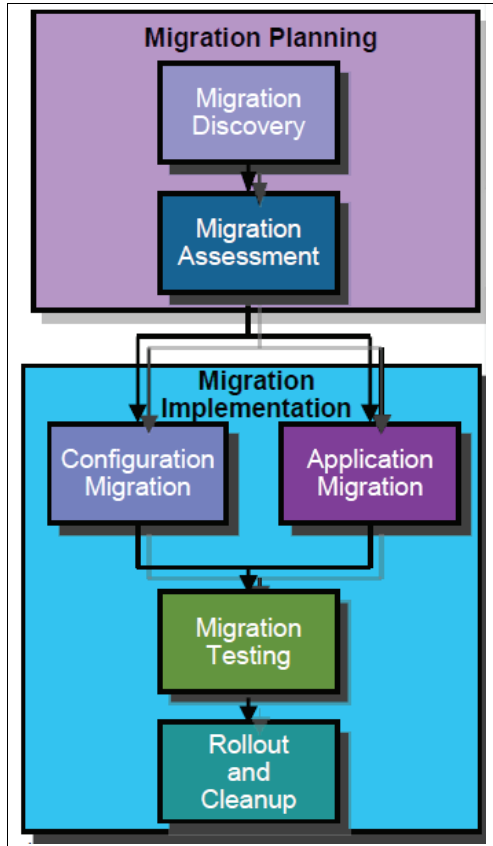 Migration Planning
Migration
Discovery
Migration
Assessment
Migration
Implementation
Configuration
Migration
Application
Migration
Migration
Testing
Rollout
and
Cleanup